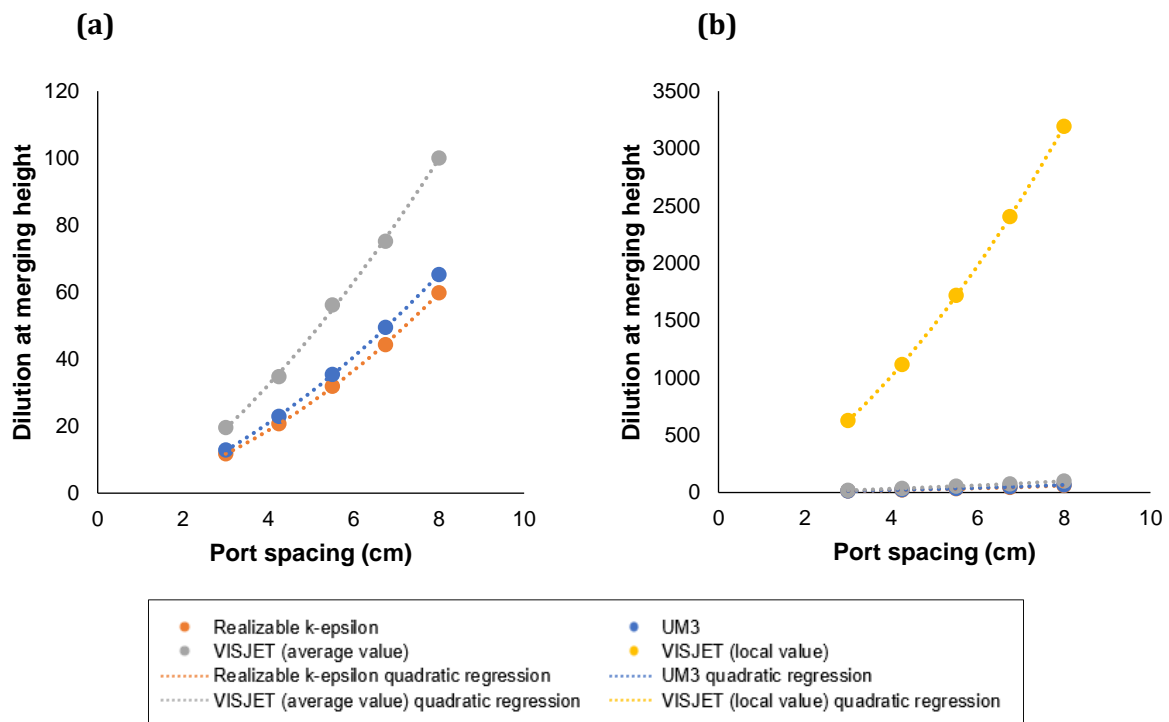 (a)
120
100
80
60
40
20
0
0 2 4 6 8 10
Dilution at merging height
Port spacing (cm)
(b)
3500
3000
2500
2000
1500
1000
500
0
0 2 4 6 8 10
Dilution at merging height
Port spacing (cm)
Realizable k-epsilon
UM3
VISJET (average value)
VISJET (local value)
Realizable k-epsilon quadratic regression
UM3 quadratic regression
VISJET (average value) quadratic regression
VISJET (local value) quadratic regression